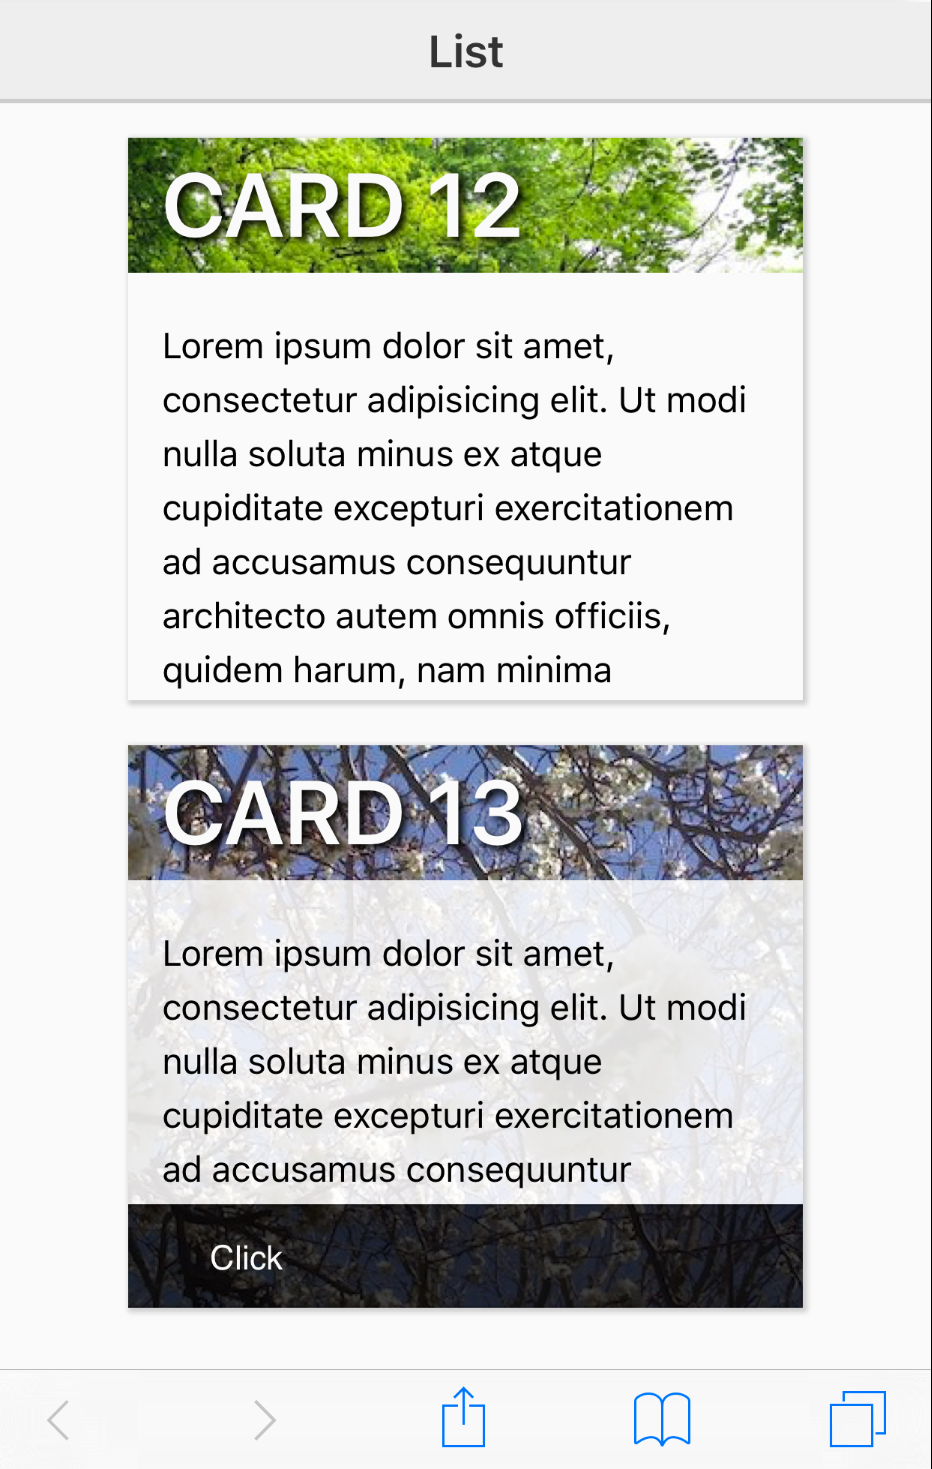 List
CARD 12
Lorem ipsum dolor sit amet,
consectetur adipisicing elit. Ut modi
nulla soluta minus ex atque
cupiditate excepturi exercitationem
ad accusamus consequuntur
architecto autem omnis officiis,
quidem harum, nam minima
CARD 13
Lorem ipsum dolor sit amet,
consectetur adipisicing elit. Ut modi
nulla soluta minus ex atque
cupiditate excepturi exercitationem
ad accusamus consequuntur
Click